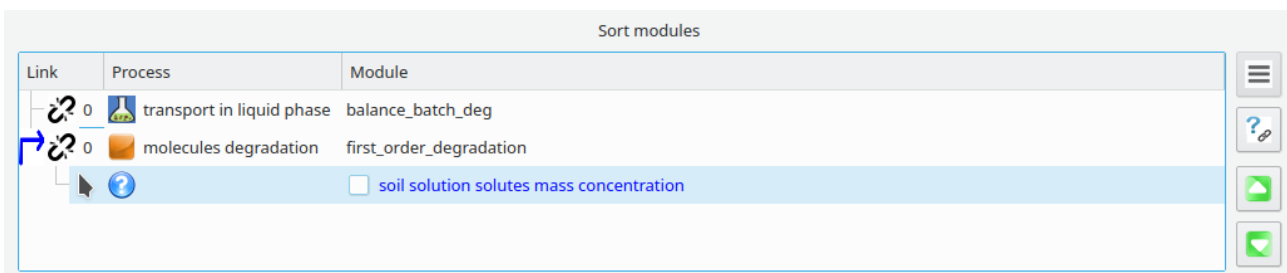 Sort modules
Link Process Module
0 transport in liquid phase balance_batch_deg
0 molecules degradation first_order_degradation
? soil solution solutes mass concentration
?